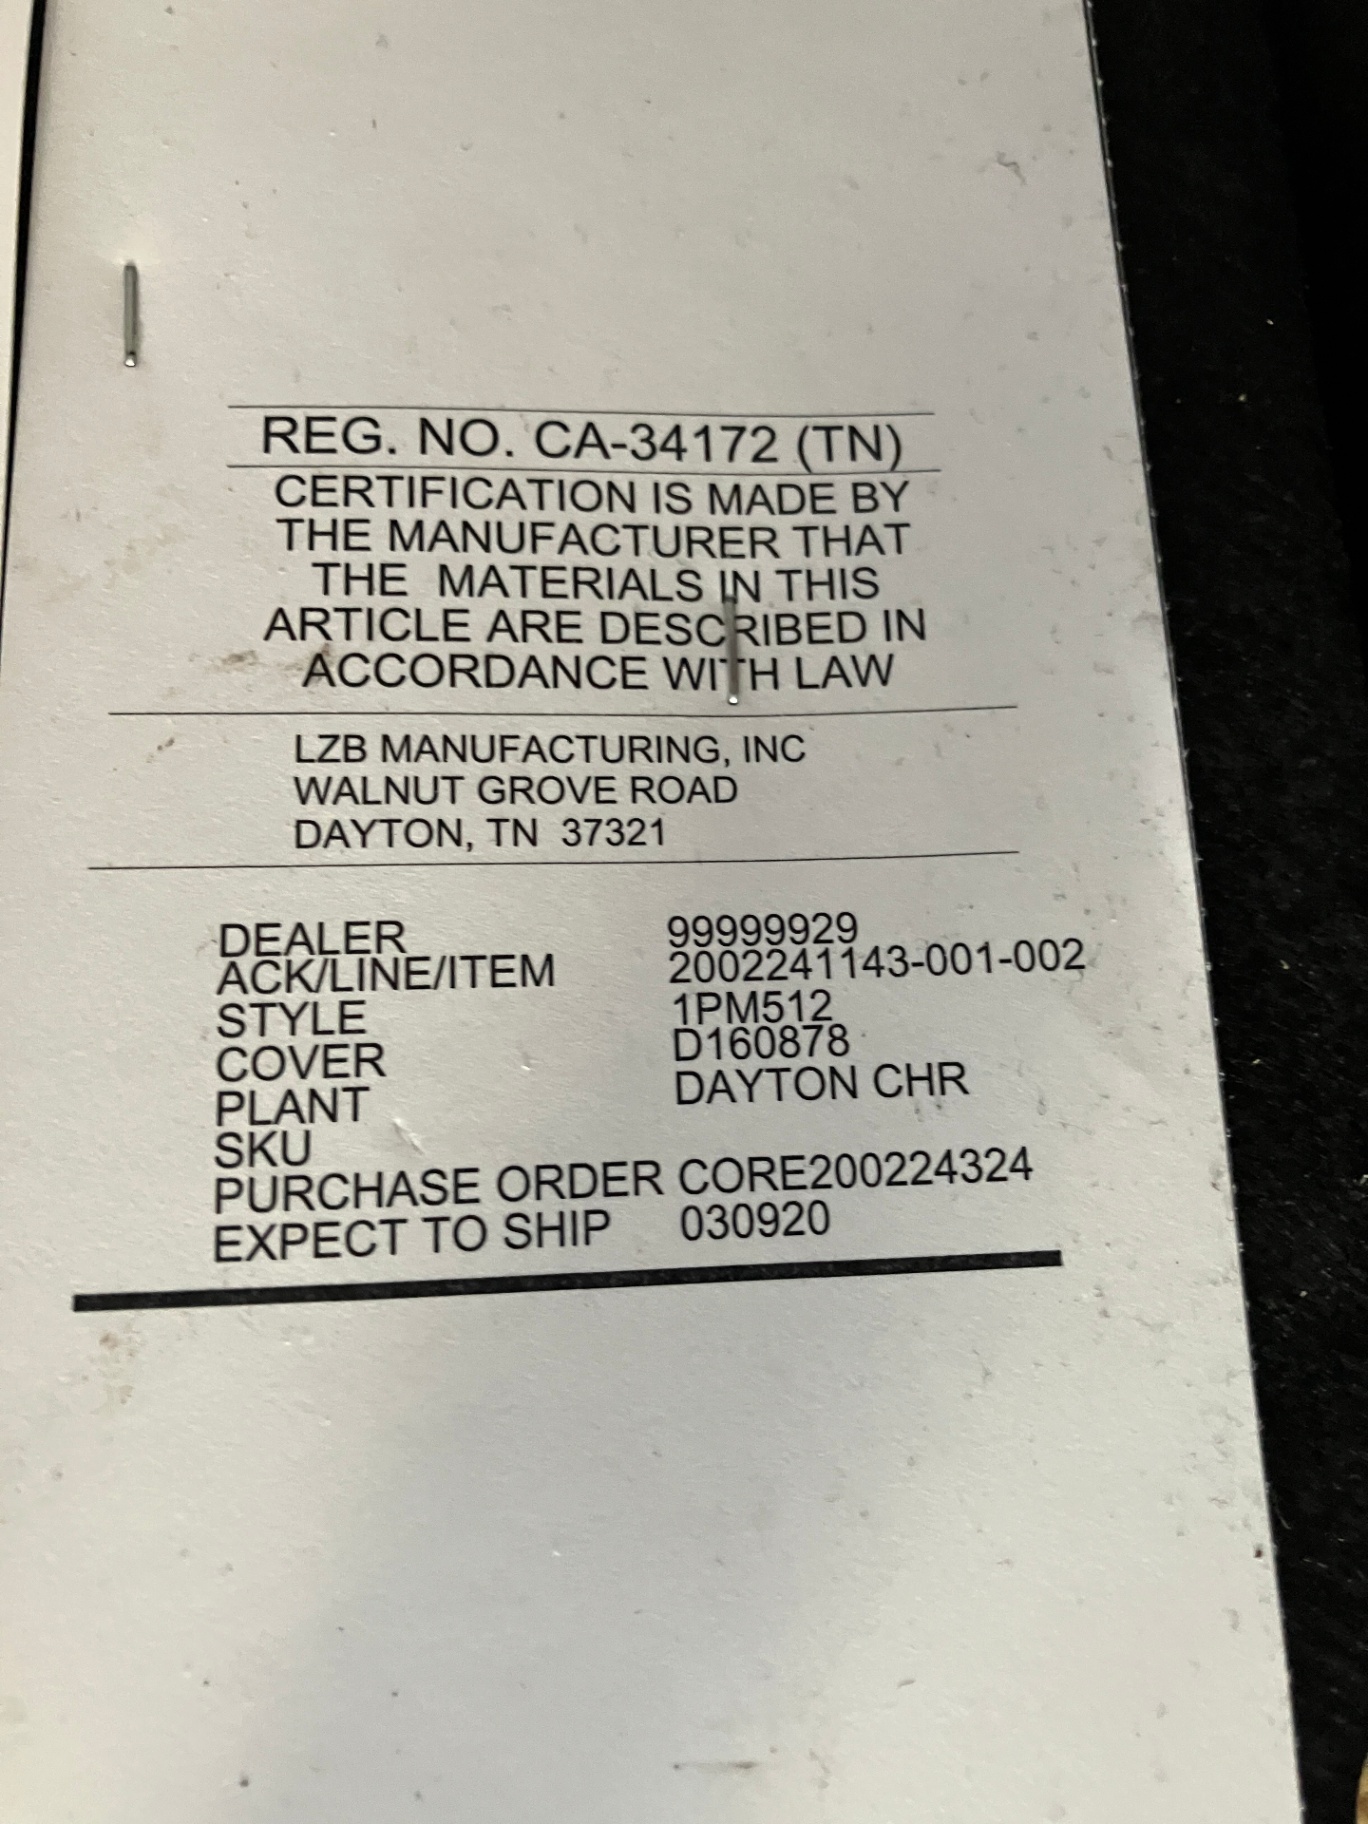 REG. NO. CA-34172 (TN)
CERTIFICATION IS MADE BY
THE MANUFACTURER THAT
THE MATERIALS IN THIS
ARTICLE ARE DESCRIBED IN
ACCORDANCE WITH LAW
LZB MANUFACTURING, INC
WALNUT GROVE ROAD
DAYTON, TN 37321
DEALER 99999929
ACK/LINE/ITEM 2002241143-001-002
STYLE 1PM512
COVER D160878
PLANT DAYTON CHR
SKU
PURCHASE ORDER CORE200224324
EXPECT TO SHIP 030920